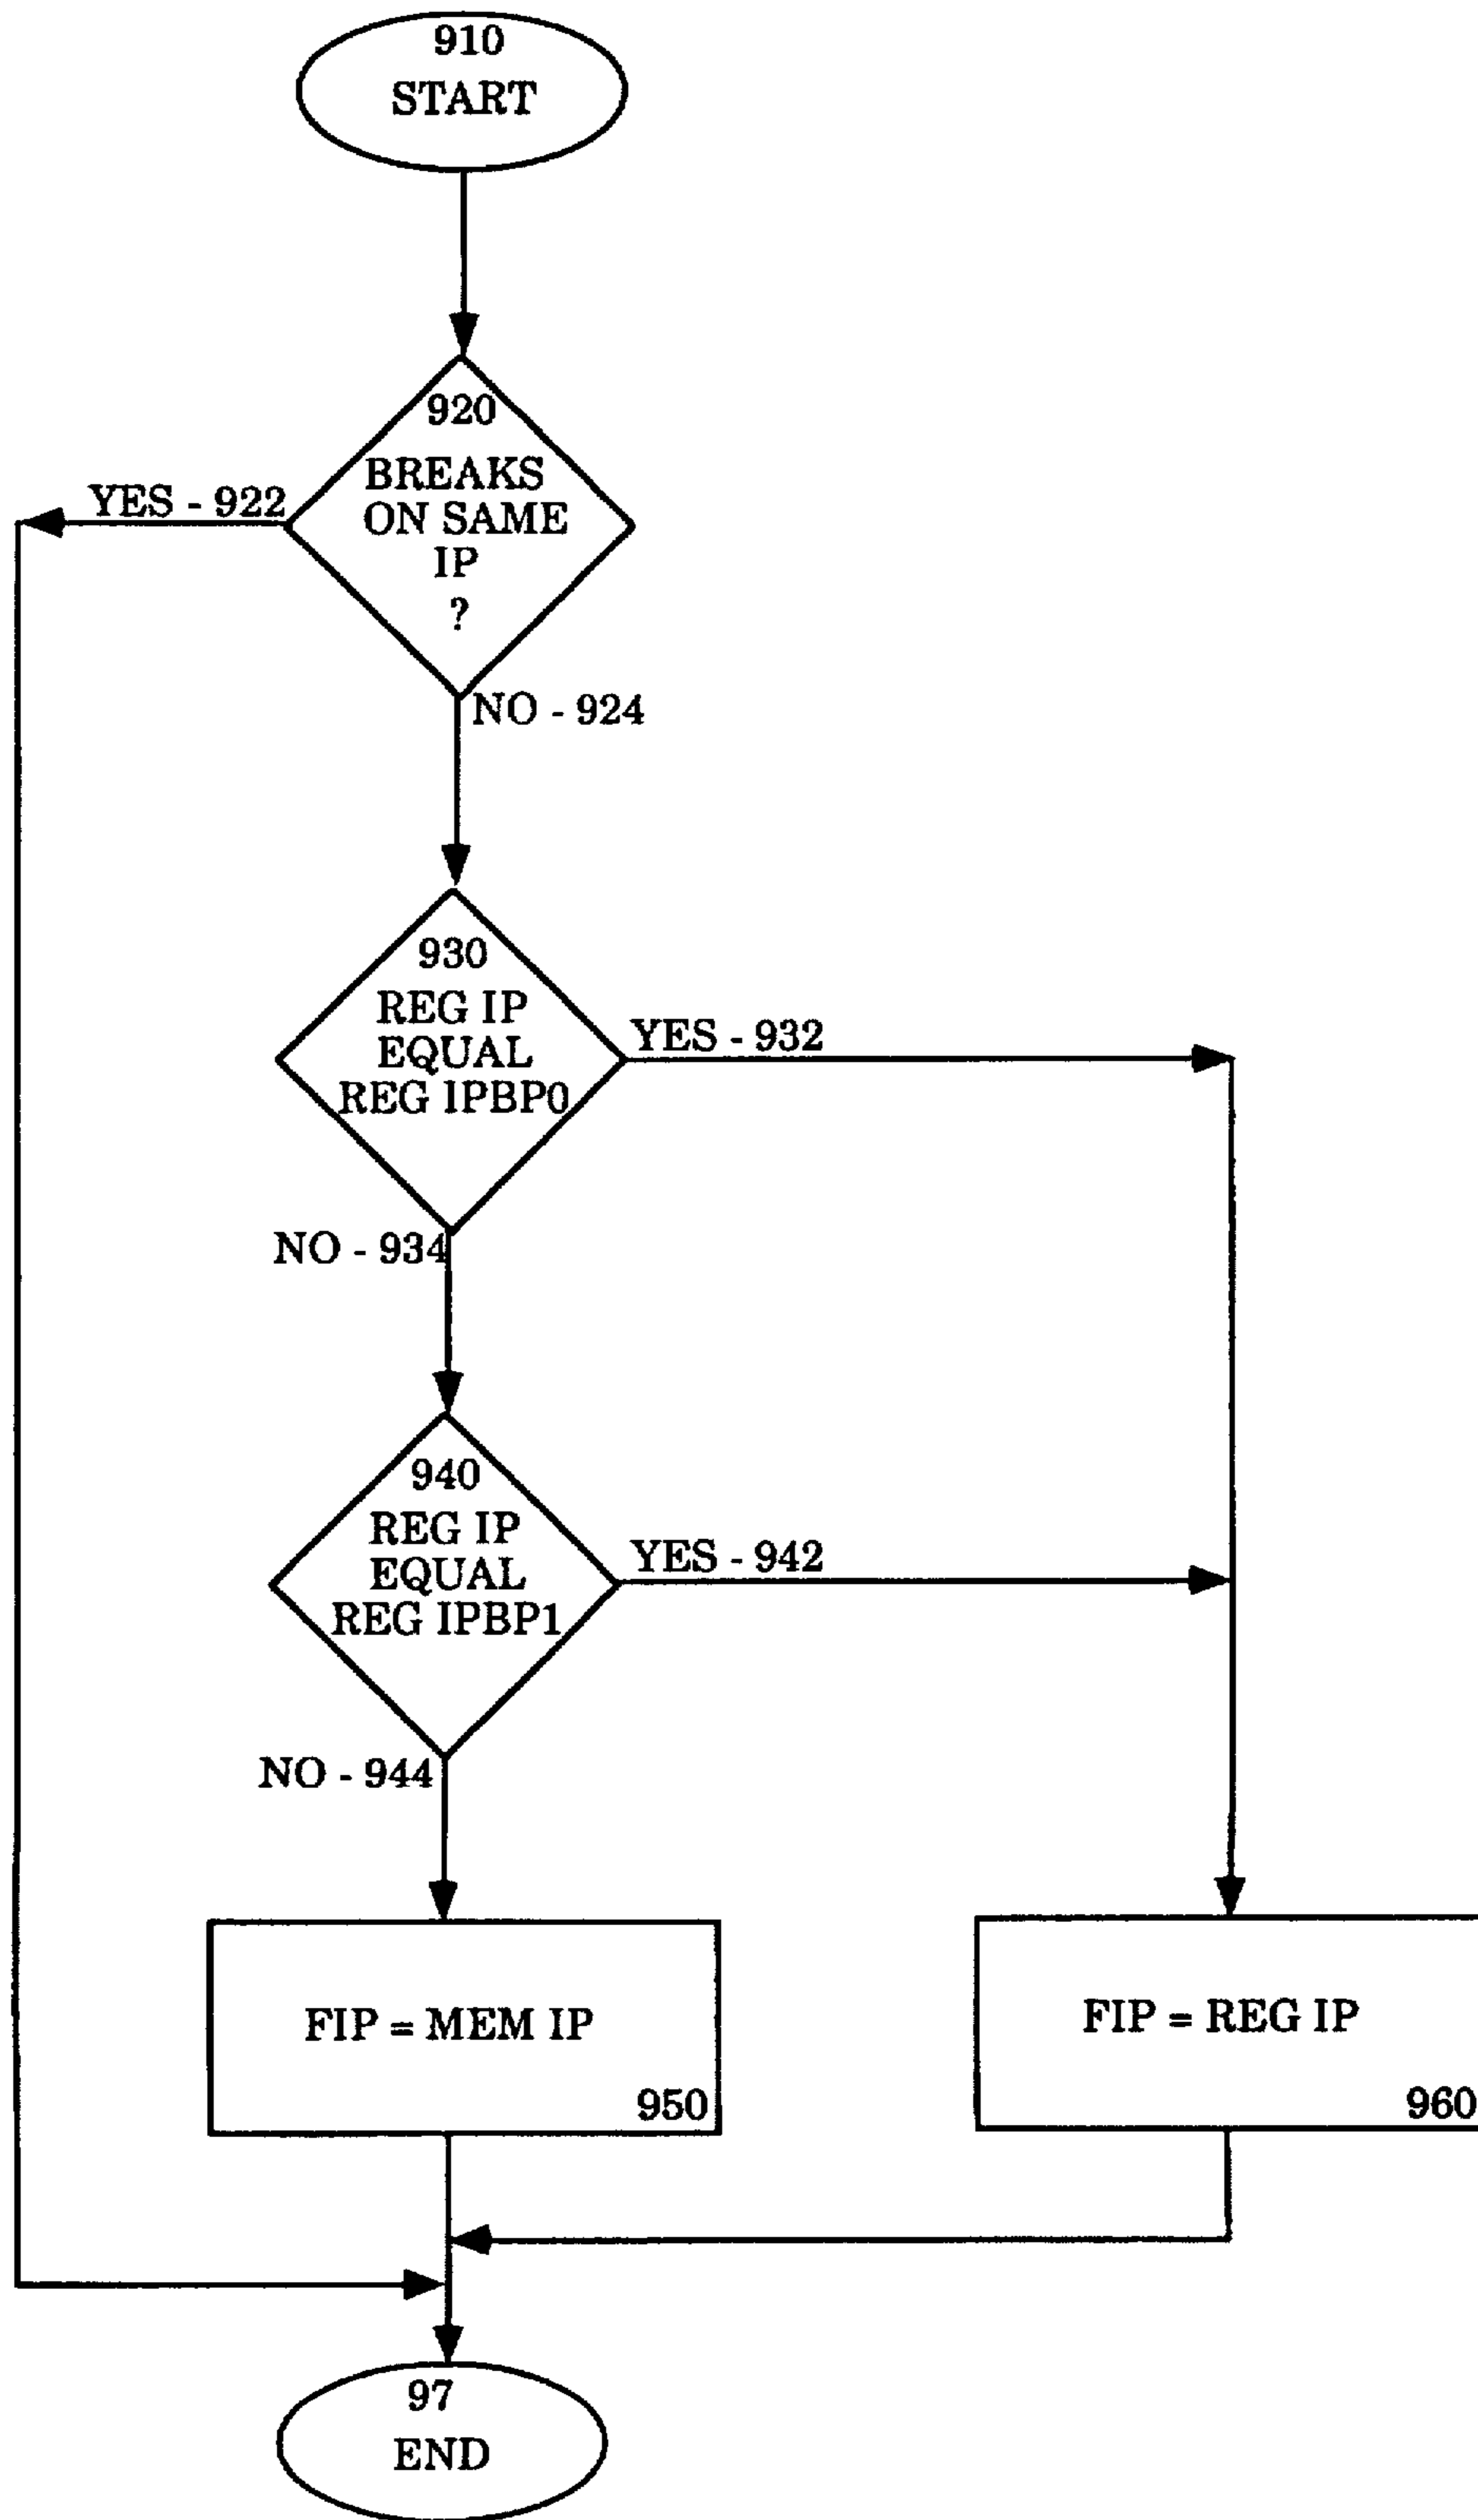 910
START
920
BREAKS
ON SAME
IP
?
YES - 922
NO - 924
930
REG IP
EQUAL
REG IPBP0
YES - 932
NO - 934
940
REG IP
EQUAL
REG IPBP1
YES - 942
NO - 944
FIP = MEM IP
950
FIP = REG IP
960
97
END